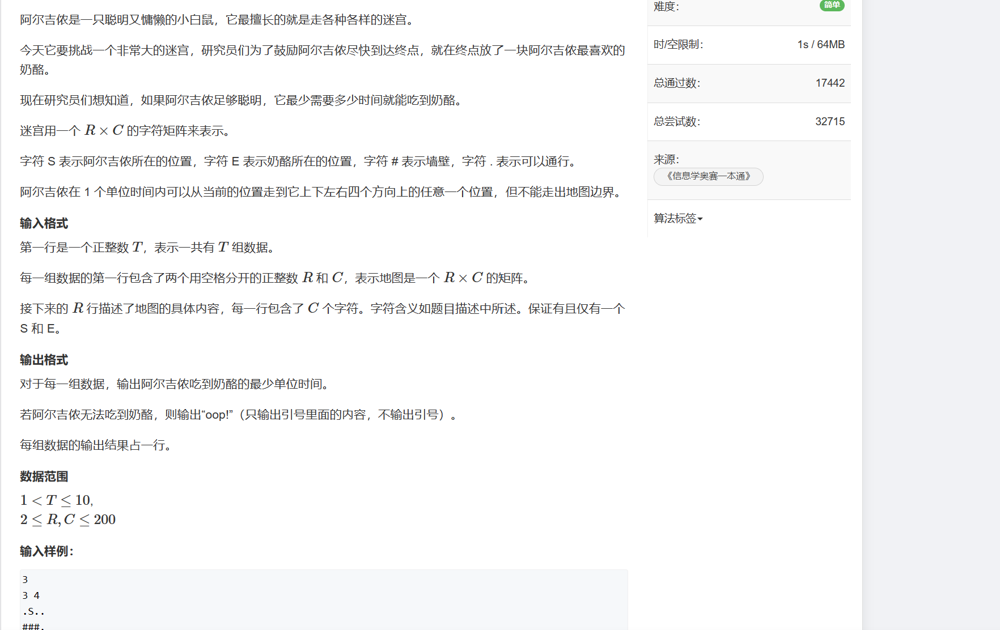 阿尔吉侬是一只聪明又慵懒的小白鼠，它最擅长的就是走各种各样的迷宫。
今天它要挑战一个非常大的迷宫，研究员们为了鼓励阿尔吉侬尽快到达终点，就在终点放了一块阿尔吉侬最喜欢的
奶酪。
现在研究员们想知道，如果阿尔吉侬足够聪明，它最少需要多少时间就能吃到奶酪。
迷宫用一个 R × C 的字符矩阵来表示。
字符 S 表示阿尔吉侬所在的位置，字符 E 表示奶酪所在的位置，字符 # 表示墙壁，字符 . 表示可以通行。
阿尔吉侬在 1 个单位时间内可以从当前的位置走到它上下左右四个方向上的任意一个位置，但不能走出地图边界。
输入格式
第一行是一个正整数 T，表示一共有 T 组数据。
每一组数据的第一行包含了两个用空格分开的正整数 R 和 C，表示地图是一个 R × C 的矩阵。
接下来的 R 行描述了地图的具体内容，每一行包含了 C 个字符。字符含义如题目描述中所述。保证有且仅有一个
S 和 E。
输出格式
对于每一组数据，输出阿尔吉侬吃到奶酪的最少单位时间。
若阿尔吉侬无法吃到奶酪，则输出“oop!”（只输出引号里面的内容，不输出引号）。
每组数据的输出结果占一行。
数据范围
1 < T ≤ 10,
2 ≤ R, C ≤ 200
输入样例：
3
3 4
.S..
###.
难度： 简单
时/空限制： 1s / 64MB
总通过数： 17442
总尝试数： 32715
来源：
《信息学奥赛一本通》
算法标签